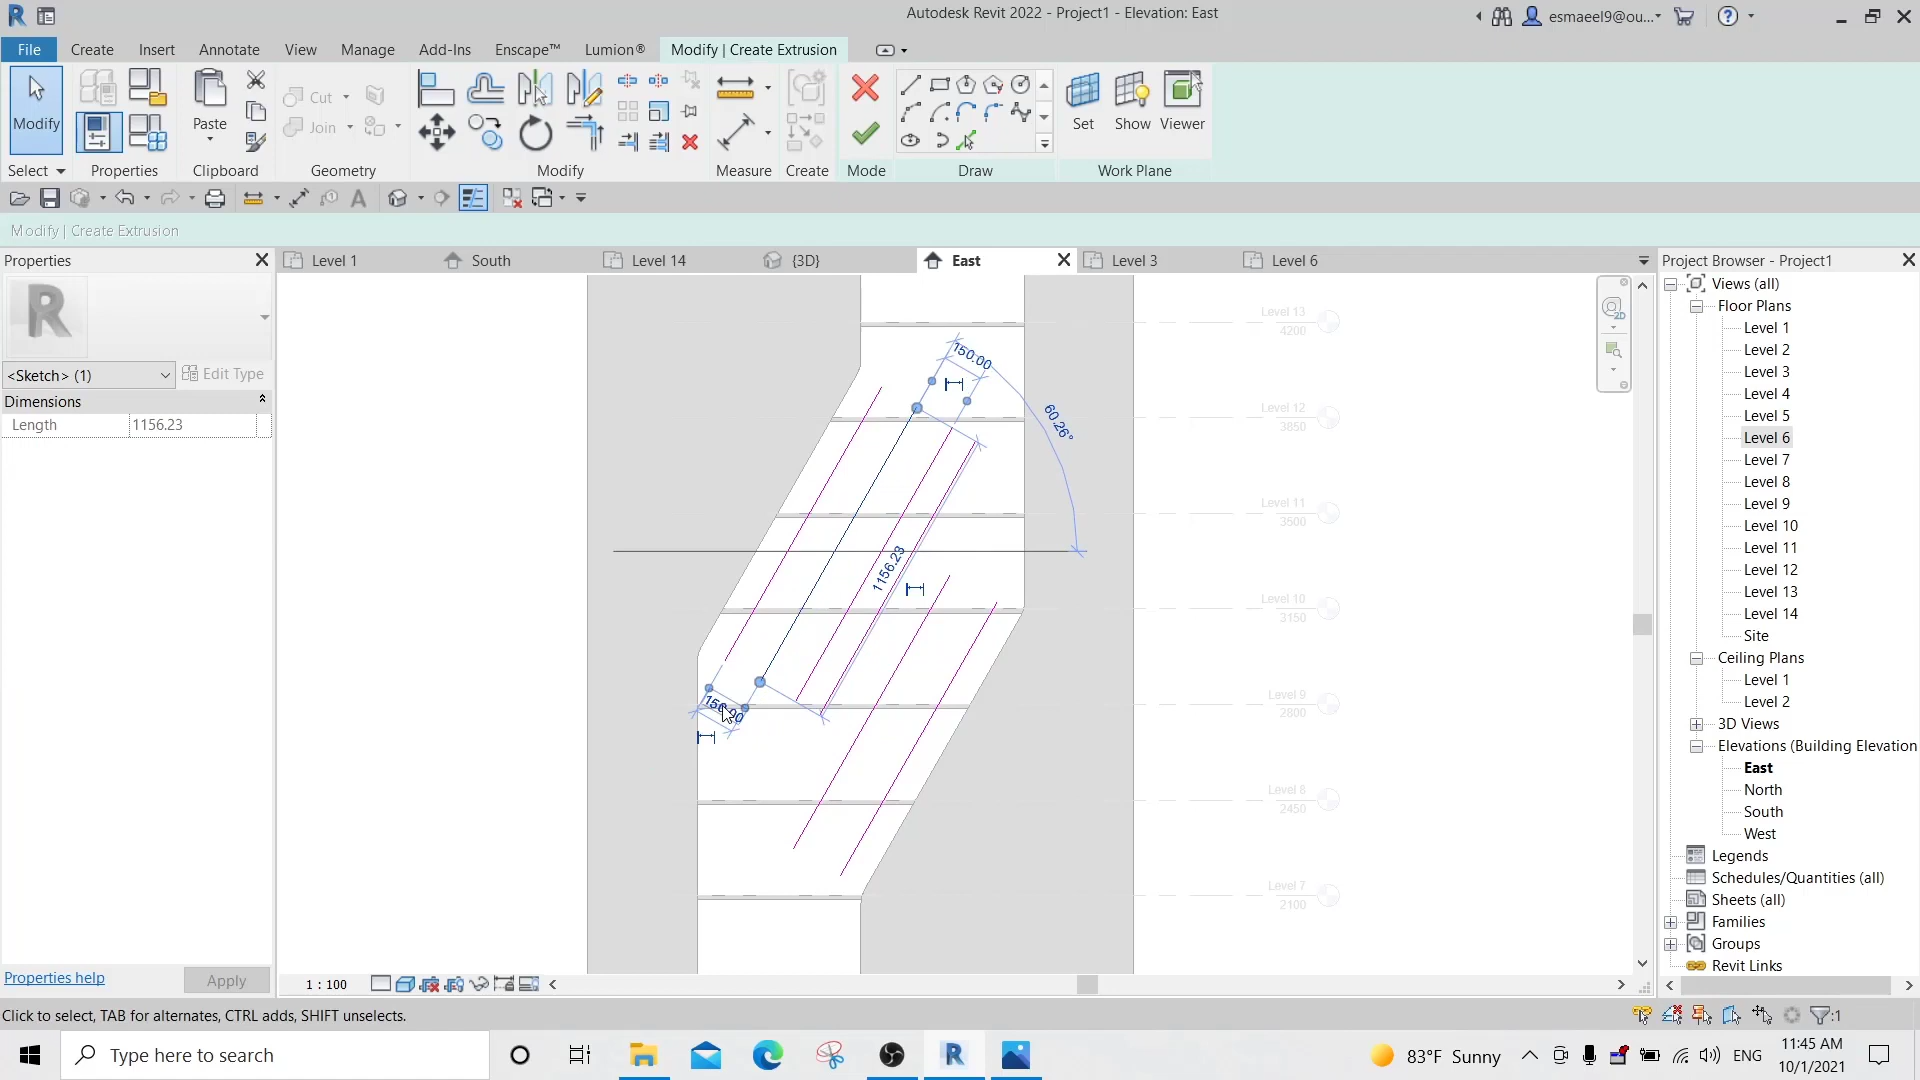 Autodesk Revit 2022 - Project1 - Elevation: East
esmaeel9@ou...
File Create Insert Annotate View Manage Add-Ins Enscape™ Lumion® Modify | Create Extrusion
Modify
Paste
Cut
Join
Set Show Viewer
Select Properties Clipboard Geometry Modify Measure Create Mode Draw Work Plane
Modify | Create Extrusion
Properties
Level 1 South Level 14 {3D} East Level 3 Level 6
Project Browser - Project1
<Sketch> (1)
Edit Type
Dimensions
Length 1156.23
Properties help
Apply
Level 13
4200
150.00
60.26°
Level 12
3850
Level 11
3500
1156.23
Level 10
3150
Level 9
2800
Level 8
2450
Level 7
2100
2D
Views (all)
Floor Plans
Level 1
Level 2
Level 3
Level 4
Level 5
Level 6
Level 7
Level 8
Level 9
Level 10
Level 11
Level 12
Level 13
Level 14
Site
Ceiling Plans
Level 1
Level 2
3D Views
Elevations (Building Elevation
East
North
South
West
Legends
Schedules/Quantities (all)
Sheets (all)
Families
Groups
Revit Links
1 : 100
Click to select, TAB for alternates, CTRL adds, SHIFT unselects.
:1
Type here to search
83°F Sunny
ENG
11:45 AM
10/1/2021